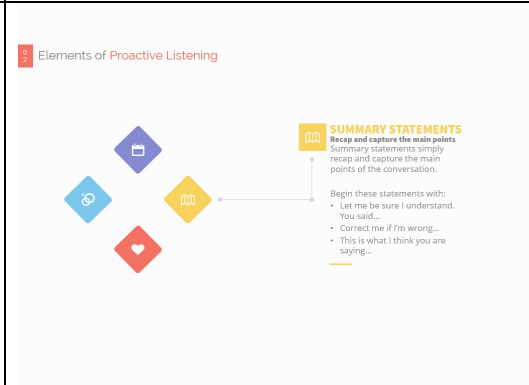 02
Elements of Proactive Listening
SUMMARY STATEMENTS
Recap and capture the main points
Summary statements simply
recap and capture the main
points of the conversation.
Begin these statements with:
• Let me be sure I understand.
You said...
• Correct me if I'm wrong...
• This is what I think you are
saying...